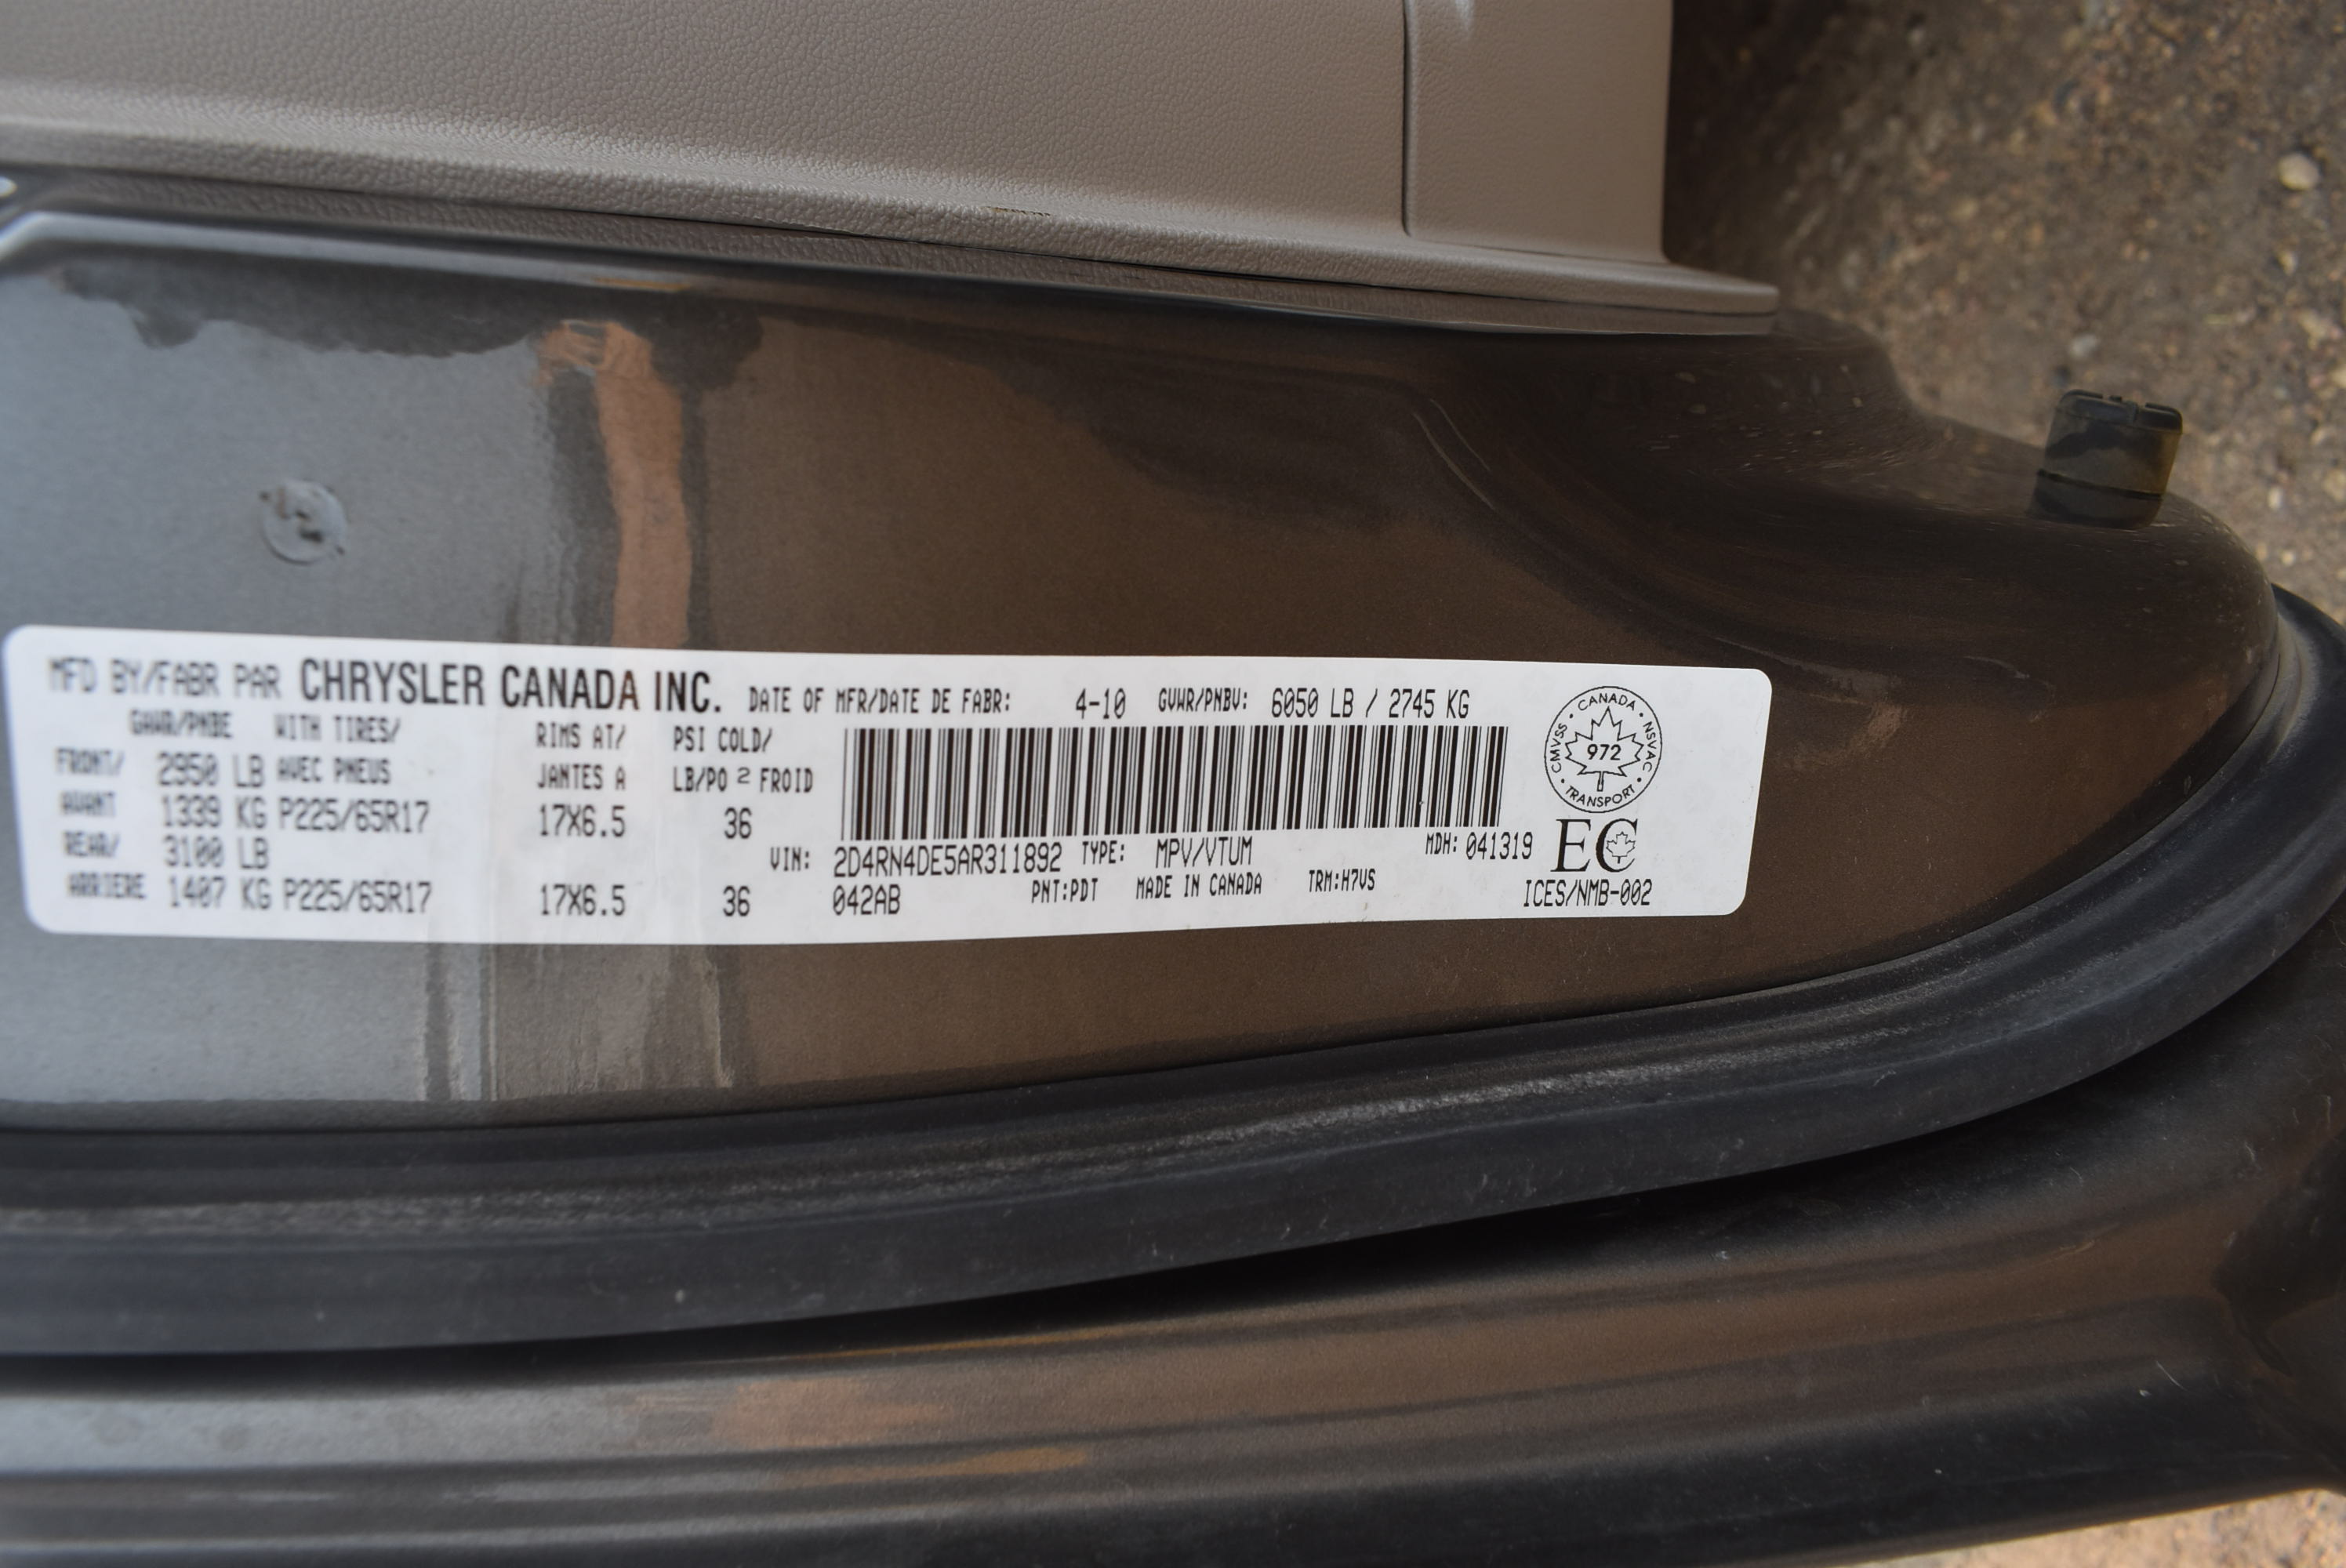 MFD BY/FABR PAR CHRYSLER CANADA INC. DATE OF MFR/DATE DE FABR: 4-10 GVWR/PNBV: 6050 LB / 2745 KG
GAWR/PNBE WITH TIRES/ RIMS AT/ PSI COLD/
FRONT/ 2950 LB AVEC PNEUS JANTES A LB/PO 2 FROID
AVANT 1339 KG P225/65R17 17X6.5 36
REAR/ 3100 LB
ARRIERE 1407 KG P225/65R17 17X6.5 36
VIN: 2D4RN4DE5AR311892 TYPE: MPV/VTUM MDH: 041319
042AB PNT:PDT MADE IN CANADA TRM:H7VS
CANADA · NSVAC · TRANSPORT · CMVSS ·
972
EC
ICES/NMB-002